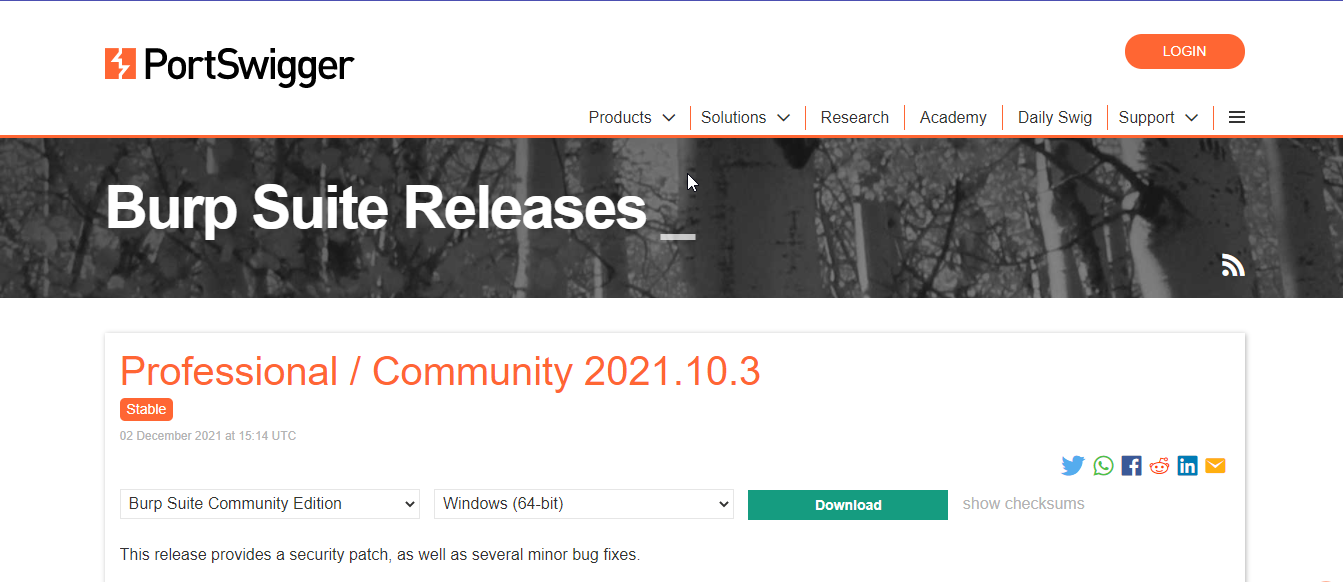 PortSwigger
LOGIN
Products Solutions Research Academy Daily Swig Support
Burp Suite Releases _
Professional / Community 2021.10.3
Stable
02 December 2021 at 15:14 UTC
Burp Suite Community Edition Windows (64-bit) Download show checksums
This release provides a security patch, as well as several minor bug fixes.